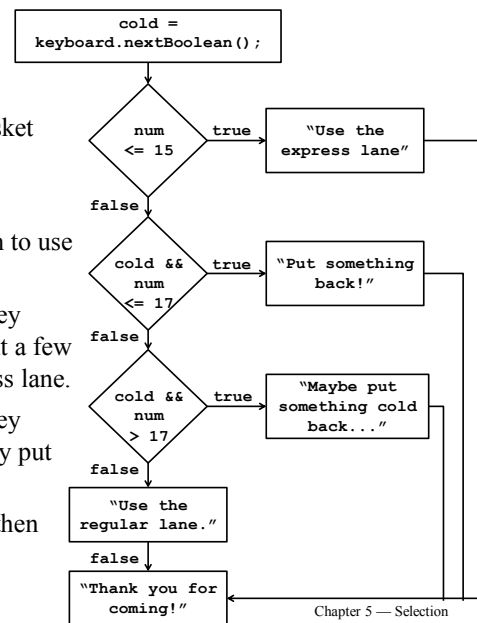 cold =
keyboard.nextBoolean();
sket
num
<= 15
true
"Use the
express lane"
false
n to use
cold &&
num
<= 17
true
"Put something
back!"
ey
false
t a few
ss lane.
cold &&
num
> 17
true
"Maybe put
something cold
back..."
ey
y put
false
"Use the
regular lane."
then
false
"Thank you for
coming!"
Chapter 5 — Selection